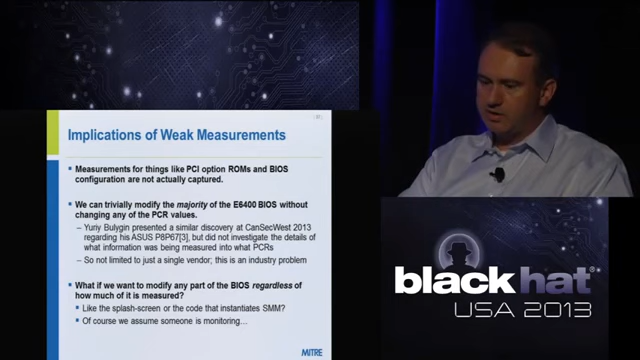 Implications of Weak Measurements
Measurements for things like PCI option ROMs and BIOS
configuration are not actually captured.
We can trivially modify the majority of the E6400 BIOS without
changing any of the PCR values.
– Yuriy Bulygin presented a similar discovery at CanSecWest 2013
regarding his ASUS P8P67[3], but did not investigate the details of
what information was being measured into what PCRs
– So not limited to just a single vendor; this is an industry problem
What if we want to modify any part of the BIOS regardless of
how much of it is measured?
– Like the splash-screen or the code that instantiates SMM?
– Of course we assume someone is monitoring…
MITRE
black hat®
USA 2013